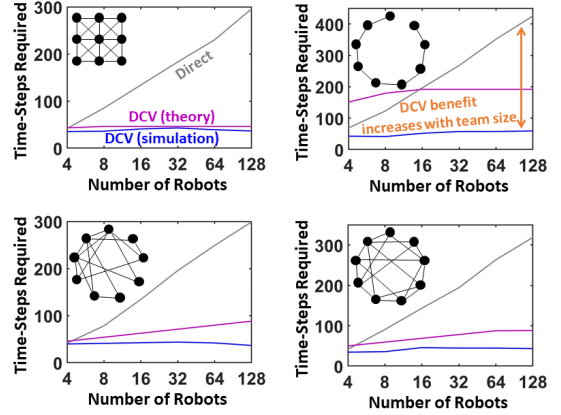 Time-Steps Required
300
200
100
0
Direct
DCV (theory)
DCV (simulation)
4 8 16 32 64 128
Number of Robots
Time-Steps Required
400
300
200
100
0
DCV benefit
increases with team size
4 8 16 32 64 128
Number of Robots
Time-Steps Required
300
200
100
0
4 8 16 32 64 128
Number of Robots
Time-Steps Required
300
200
100
0
4 8 16 32 64 128
Number of Robots